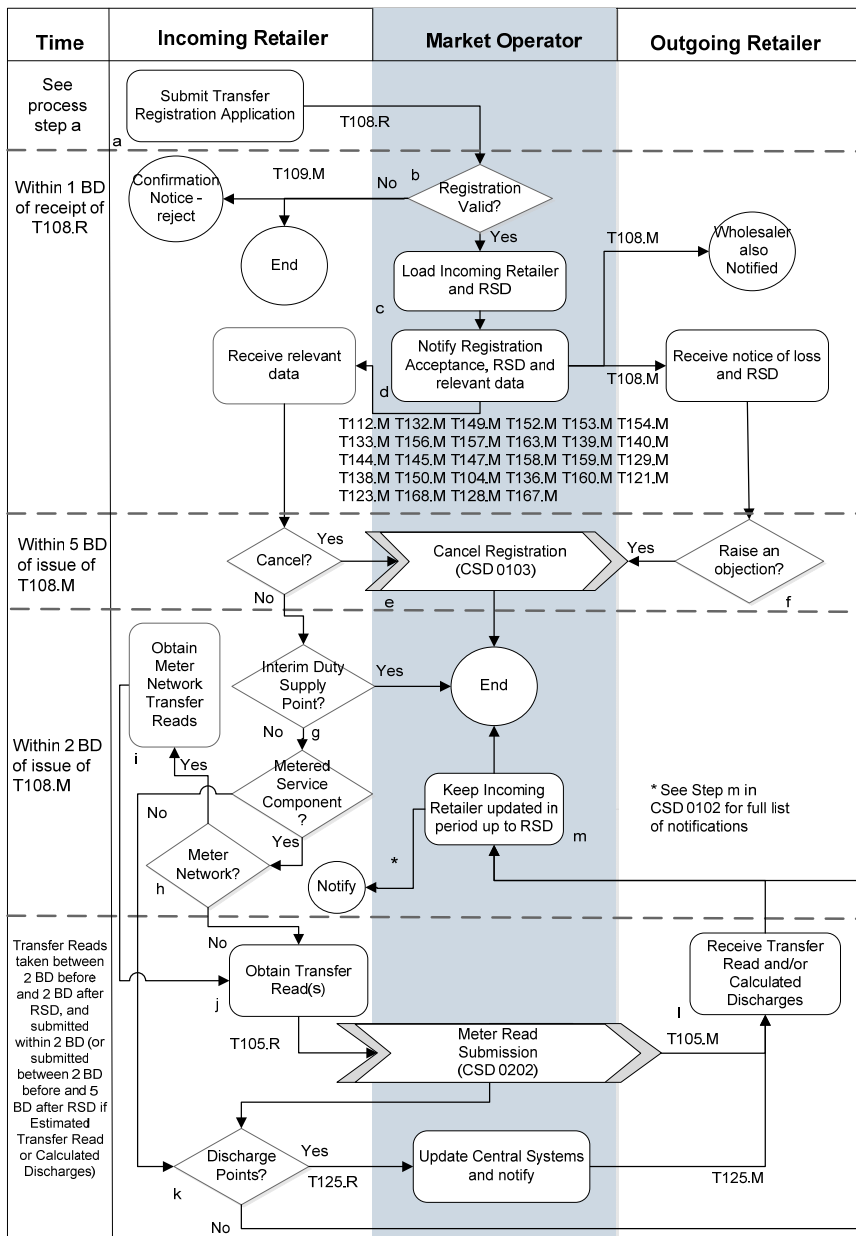 Time
Incoming Retailer
Market Operator
Outgoing Retailer
See
process
step a
Submit Transfer
Registration Application
a
T108.R
Within 1 BD
of receipt of
T108.R
Confirmation
Notice -
reject
T109.M
No
b
Registration
Valid?
End
Yes
T108.M
Wholesaler
also
Notified
Load Incoming Retailer
and RSD
c
Receive relevant
data
Notify Registration
Acceptance, RSD and
relevant data
d
T108.M
Receive notice of loss
and RSD
T112.M T132.M T149.M T152.M T153.M T154.M
T133.M T156.M T157.M T163.M T139.M T140.M
T144.M T145.M T147.M T158.M T159.M T129.M
T138.M T150.M T104.M T136.M T160.M T121.M
T123.M T168.M T128.M T167.M
Within 5 BD
of issue of
T108.M
Cancel?
Yes
Cancel Registration
(CSD 0103)
Yes
Raise an
objection?
No
e
f
Within 2 BD
of issue of
T108.M
Obtain
Meter
Network
Transfer
Reads
i
Interim Duty
Supply
Point?
Yes
End
No
g
Yes
Metered
Service
Component
?
No
Yes
Keep Incoming
Retailer updated in
period up to RSD
m
* See Step m in
CSD 0102 for full list
of notifications
Meter
Network?
h
*
Notify
No
Transfer Reads
taken between
2 BD before
and 2 BD after
RSD, and
submitted
within 2 BD (or
submitted
between 2 BD
before and 5
BD after RSD if
Estimated
Transfer Read
or Calculated
Discharges)
Obtain Transfer
Read(s)
j
Receive Transfer
Read and/or
Calculated
Discharges
l
T105.R
Meter Read
Submission
(CSD 0202)
T105.M
Discharge
Points?
k
Yes
T125.R
Update Central Systems
and notify
T125.M
No